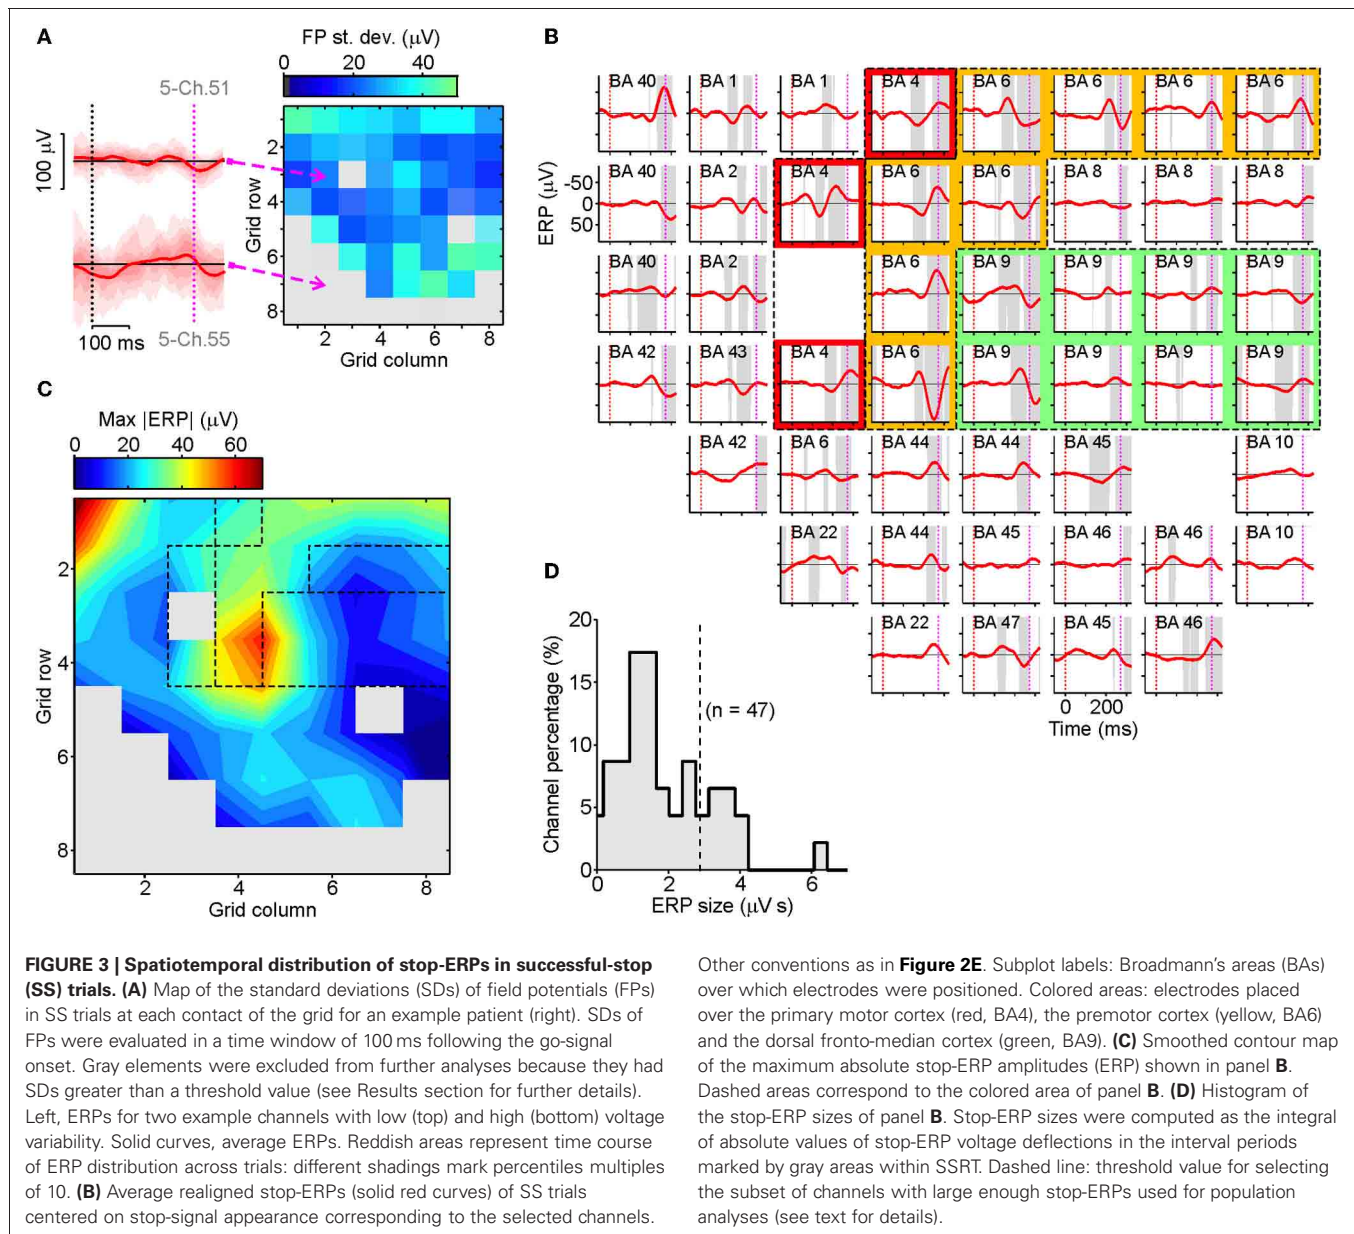 A
FP st. dev. (μV)
0 20 40
5-Ch.51
100 μV
5-Ch.55
100 ms
Grid row
2
4
6
8
2 4 6 8
Grid column
B
BA 40 BA 1 BA 1 BA 4 BA 6 BA 6 BA 6 BA 6
BA 40 BA 2 BA 4 BA 6 BA 6 BA 8 BA 8 BA 8
ERP (μV)
-50
0
50
BA 40 BA 2 BA 6 BA 9 BA 9 BA 9 BA 9
BA 42 BA 43 BA 4 BA 6 BA 9 BA 9 BA 9 BA 9
BA 42 BA 6 BA 44 BA 44 BA 45 BA 10
BA 22 BA 44 BA 45 BA 46 BA 46 BA 10
BA 22 BA 47 BA 45 BA 46
0 200
Time (ms)
C
Max |ERP| (μV)
0 20 40 60
Grid row
2
4
6
8
2 4 6 8
Grid column
D
Channel percentage (%)
20
15
10
5
0
(n = 47)
0 2 4 6
ERP size (μV s)
FIGURE 3 | Spatiotemporal distribution of stop-ERPs in successful-stop
(SS) trials. (A) Map of the standard deviations (SDs) of field potentials (FPs)
in SS trials at each contact of the grid for an example patient (right). SDs of
FPs were evaluated in a time window of 100 ms following the go-signal
onset. Gray elements were excluded from further analyses because they had
SDs greater than a threshold value (see Results section for further details).
Left, ERPs for two example channels with low (top) and high (bottom) voltage
variability. Solid curves, average ERPs. Reddish areas represent time course
of ERP distribution across trials: different shadings mark percentiles multiples
of 10. (B) Average realigned stop-ERPs (solid red curves) of SS trials
centered on stop-signal appearance corresponding to the selected channels.
Other conventions as in Figure 2E. Subplot labels: Broadmann's areas (BAs)
over which electrodes were positioned. Colored areas: electrodes placed
over the primary motor cortex (red, BA4), the premotor cortex (yellow, BA6)
and the dorsal fronto-median cortex (green, BA9). (C) Smoothed contour map
of the maximum absolute stop-ERP amplitudes (ERP) shown in panel B.
Dashed areas correspond to the colored area of panel B. (D) Histogram of
the stop-ERP sizes of panel B. Stop-ERP sizes were computed as the integral
of absolute values of stop-ERP voltage deflections in the interval periods
marked by gray areas within SSRT. Dashed line: threshold value for selecting
the subset of channels with large enough stop-ERPs used for population
analyses (see text for details).